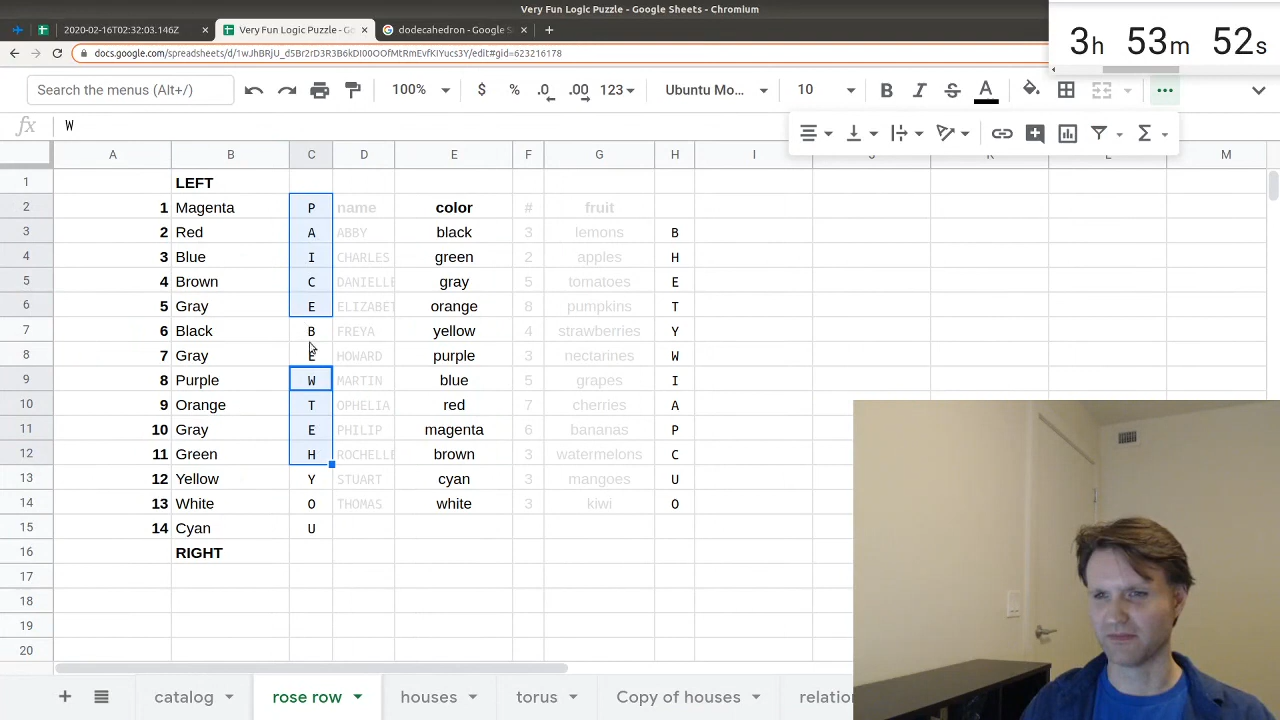 Very Fun Logic Puzzle - Google Sheets - Chromium
2020-02-16T02:32:03.146Z × Very Fun Logic Puzzle - Go × dodecahedron - Google S × +
docs.google.com/spreadsheets/d/
3h 53m 52s
Search the menus (Alt+/) 100% $ % .0 .00 123 Ubuntu Mo... 10 B I S A ...
fx W
A B C D E F G H I J K L M
1 LEFT
2 1 Magenta P name color # fruit
3 2 Red A ABBY black 3 lemons B
4 3 Blue I CHARLES green 2 apples H
5 4 Brown C DANIELLE gray 5 tomatoes E
6 5 Gray E ELIZABET orange 8 pumpkins T
7 6 Black B FREYA yellow 4 strawberries Y
8 7 Gray E HOWARD purple 3 nectarines W
9 8 Purple W MARTIN blue 5 grapes I
10 9 Orange T OPHELIA red 7 cherries A
11 10 Gray E PHILIP magenta 6 bananas P
12 11 Green H ROCHELLE brown 3 watermelons C
13 12 Yellow Y STUART cyan 3 mangoes U
14 13 White O THOMAS white 3 kiwi O
15 14 Cyan U
16 RIGHT
17
18
19
20
+ catalog rose row houses torus Copy of houses relation